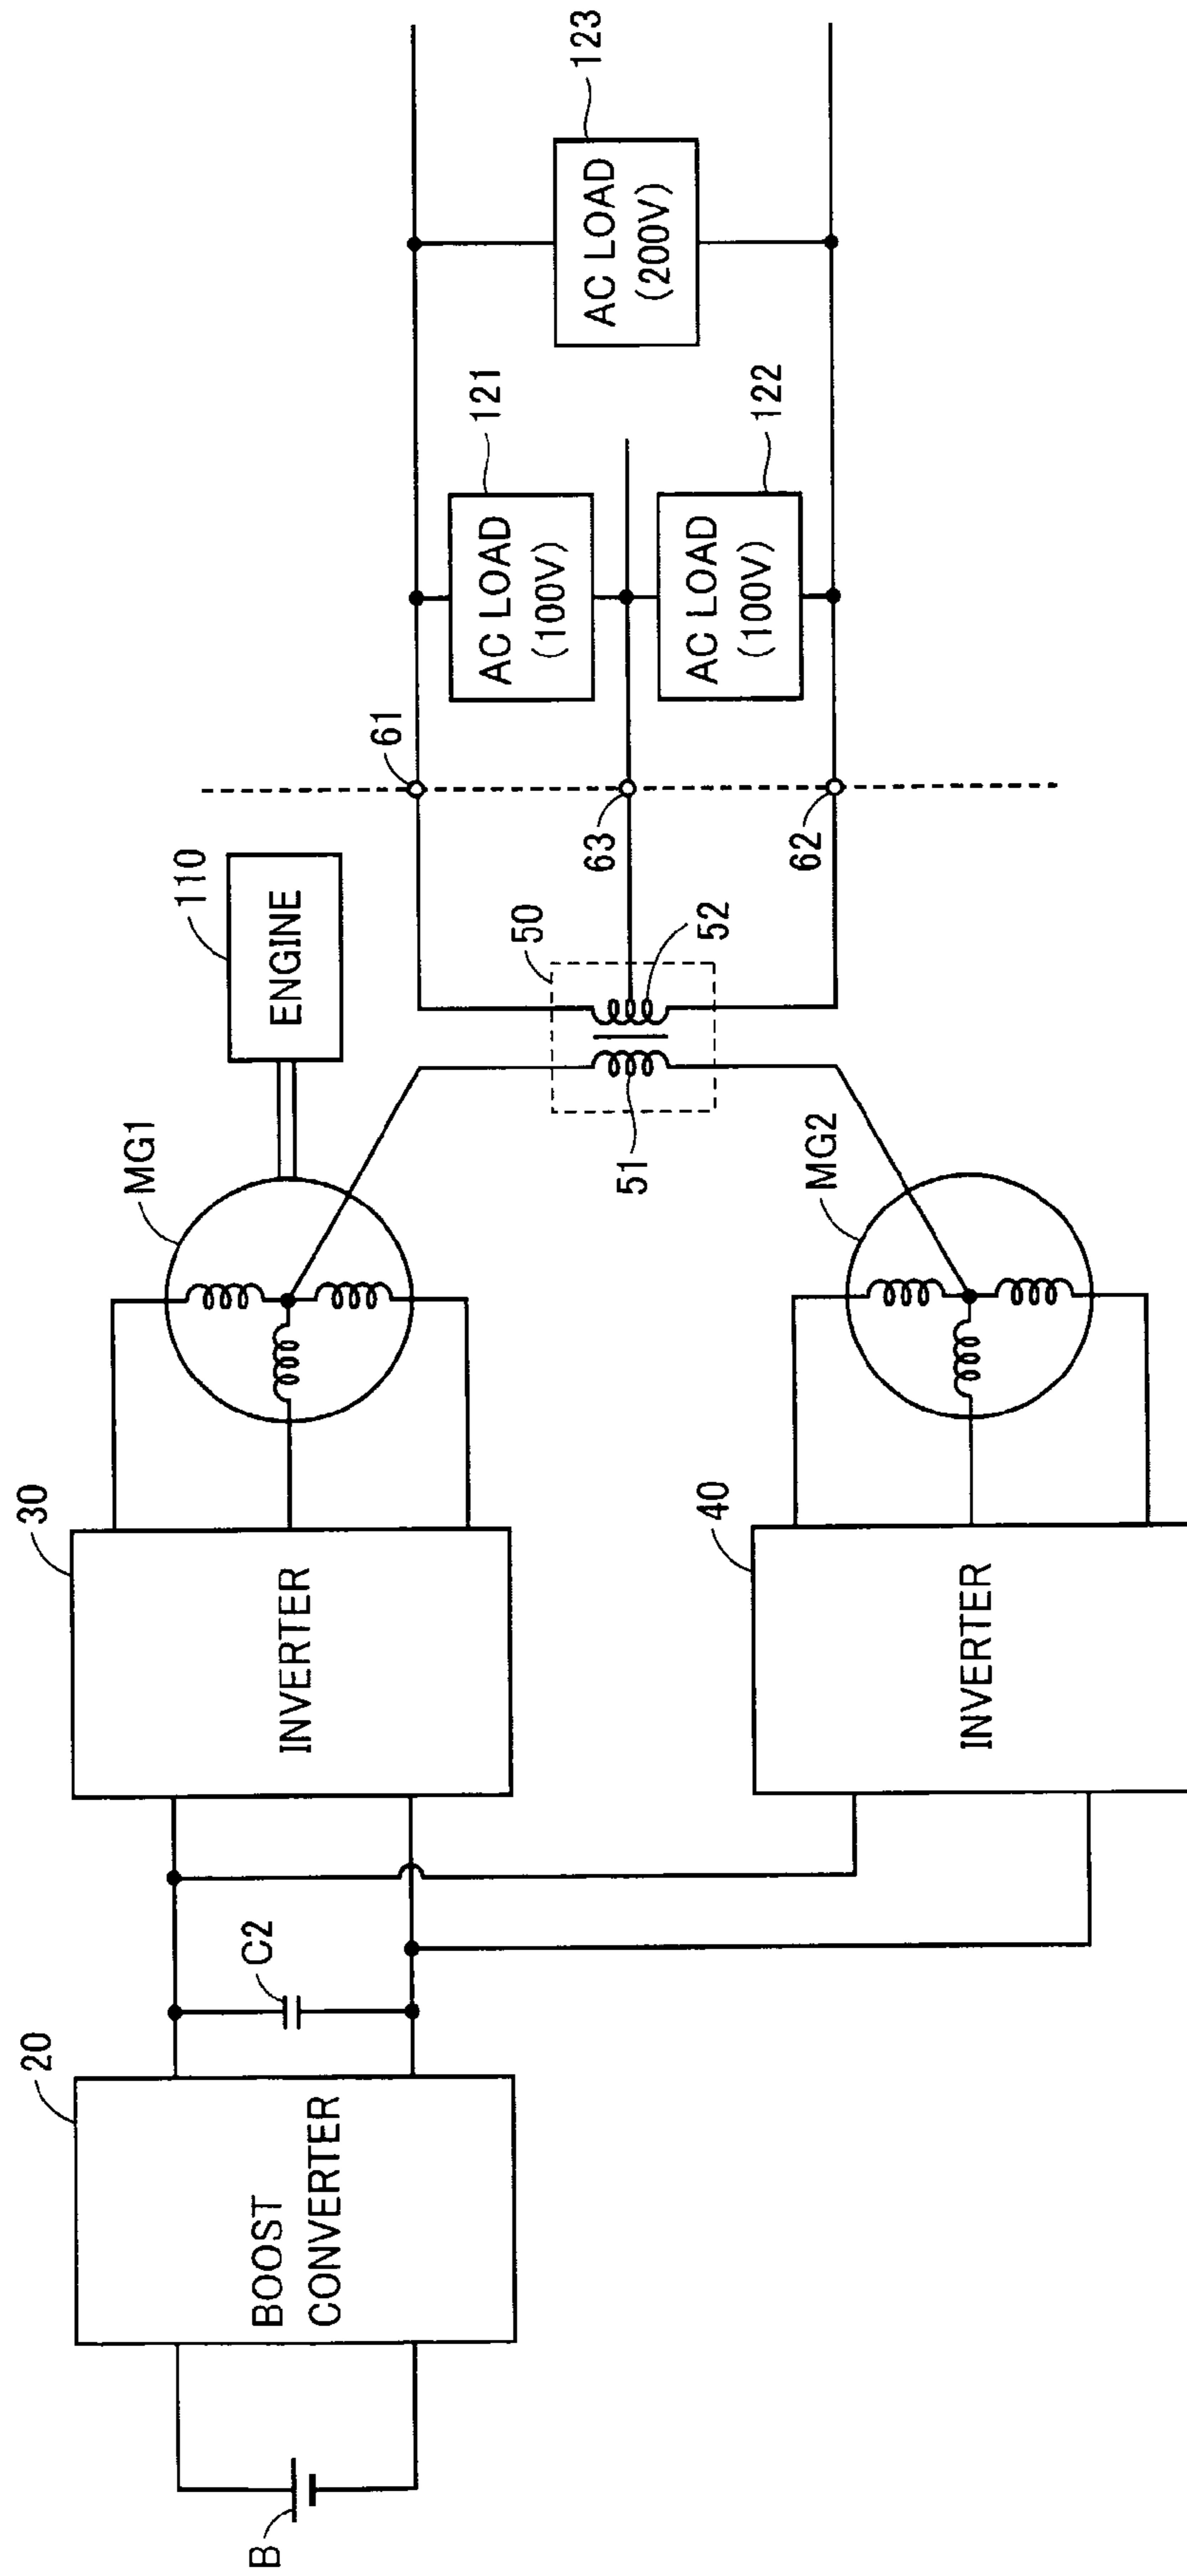 B
20
BOOST
CONVERTER
C2
30
INVERTER
40
INVERTER
MG1
MG2
110
ENGINE
50
51
52
61
63
62
121
AC LOAD
(100V)
122
AC LOAD
(100V)
123
AC LOAD
(200V)